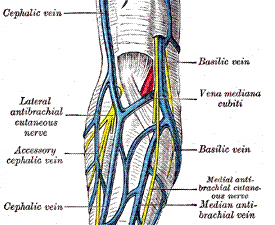 Cephalic vein
Basilic vein
Vena mediana
cubiti
Lateral
antibrachial
cutaneous
nerve
Accessory
cephalic vein
Basilic vein
Medial anti-
brachial cutane-
ous nerve
Cephalic vein
Median anti-
brachial vein